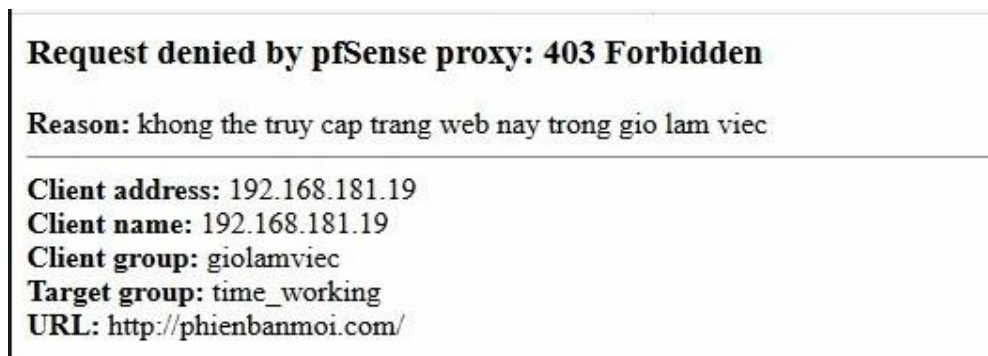 Request denied by pfSense proxy: 403 Forbidden
Reason: khong the truy cap trang web nay trong gio lam viec
Client address: 192.168.181.19
Client name: 192.168.181.19
Client group: giolamviec
Target group: time_working
URL: http://phienbanmoi.com/